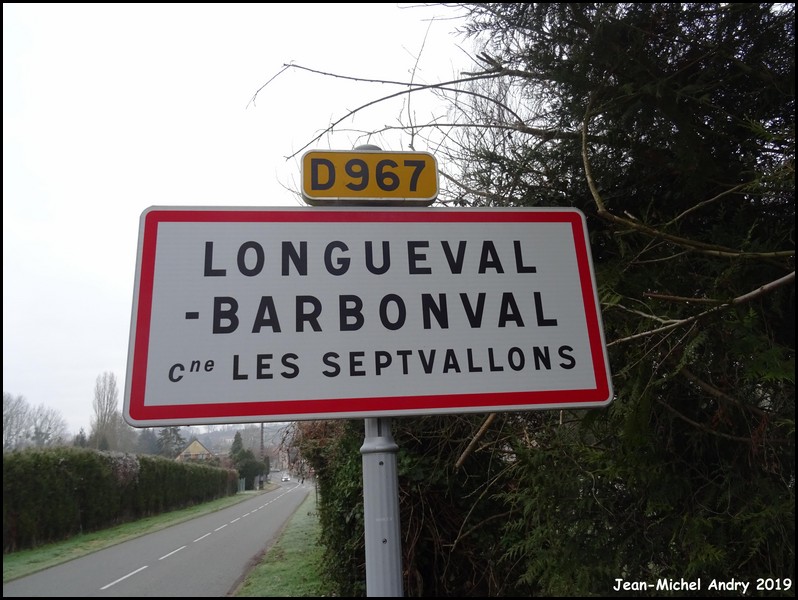 D967
LONGUEVAL
-BARBONVAL
Cne LES SEPTVALLONS
Jean-Michel Andry 2019